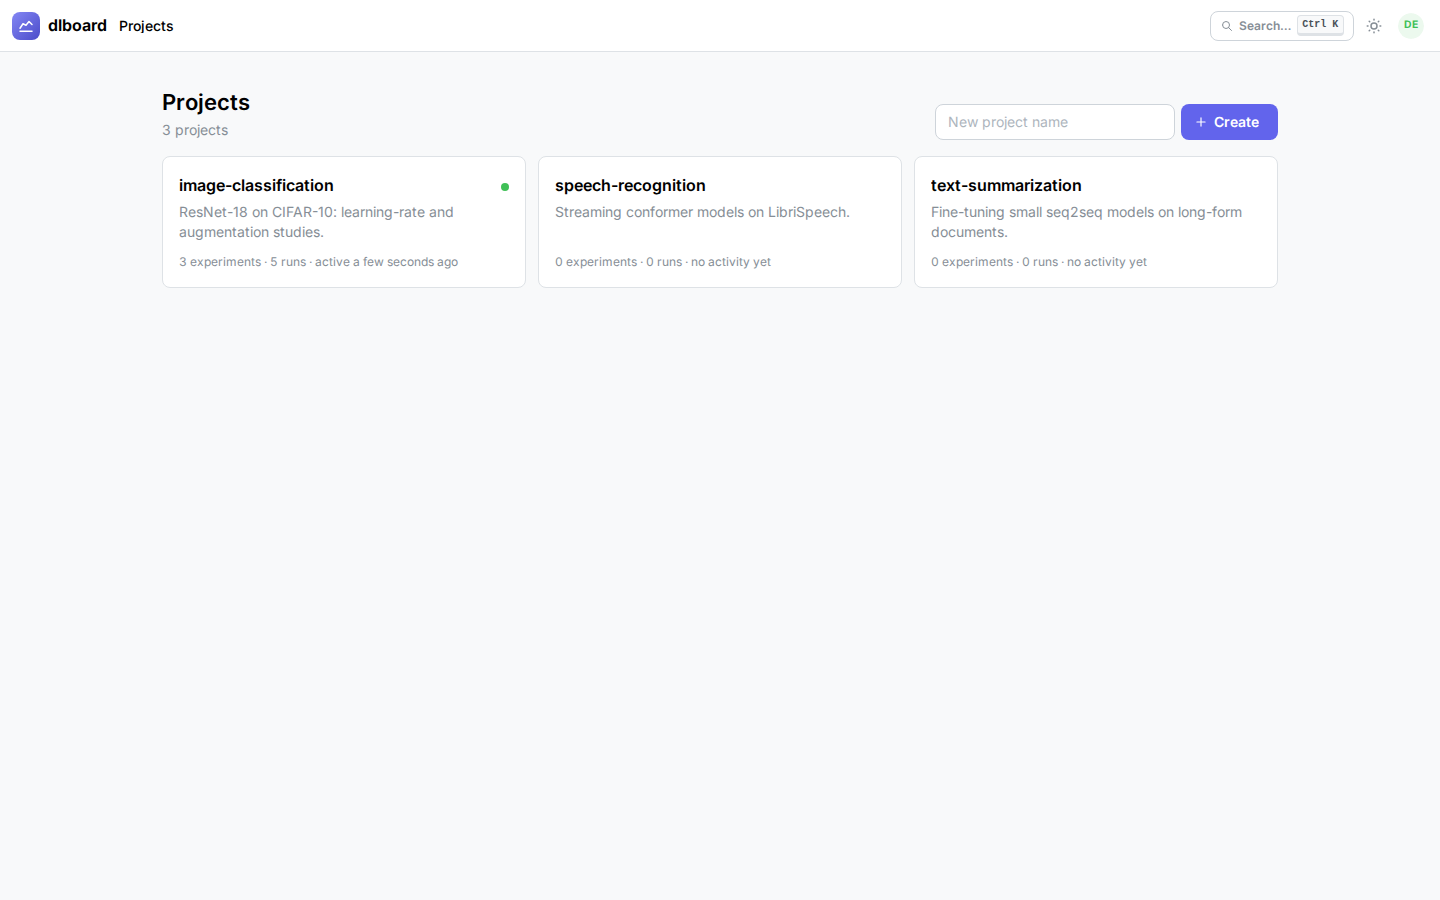 dlboard Projects
Search... Ctrl K
DE
Projects
3 projects
New project name
Create
image-classification
ResNet-18 on CIFAR-10: learning-rate and
augmentation studies.
3 experiments · 5 runs · active a few seconds ago
speech-recognition
Streaming conformer models on LibriSpeech.
0 experiments · 0 runs · no activity yet
text-summarization
Fine-tuning small seq2seq models on long-form
documents.
0 experiments · 0 runs · no activity yet